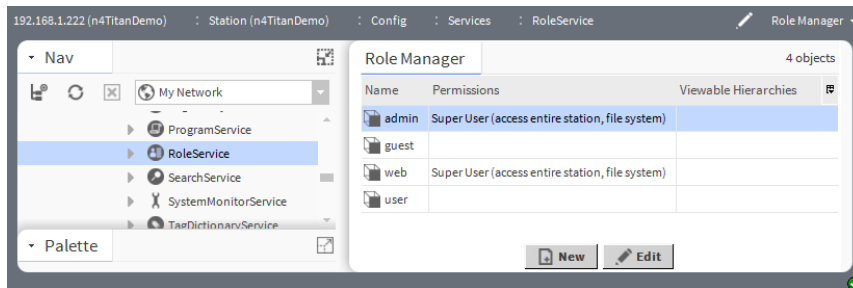 192.168.1.222 (n4TitanDemo) : Station (n4TitanDemo) : Config : Services : RoleService Role Manager
Nav
My Network
ProgramService
RoleService
SearchService
SystemMonitorService
TagDictionaryService
Palette
Role Manager 4 objects
Name Permissions Viewable Hierarchies
admin Super User (access entire station, file system)
guest
web Super User (access entire station, file system)
user
New Edit